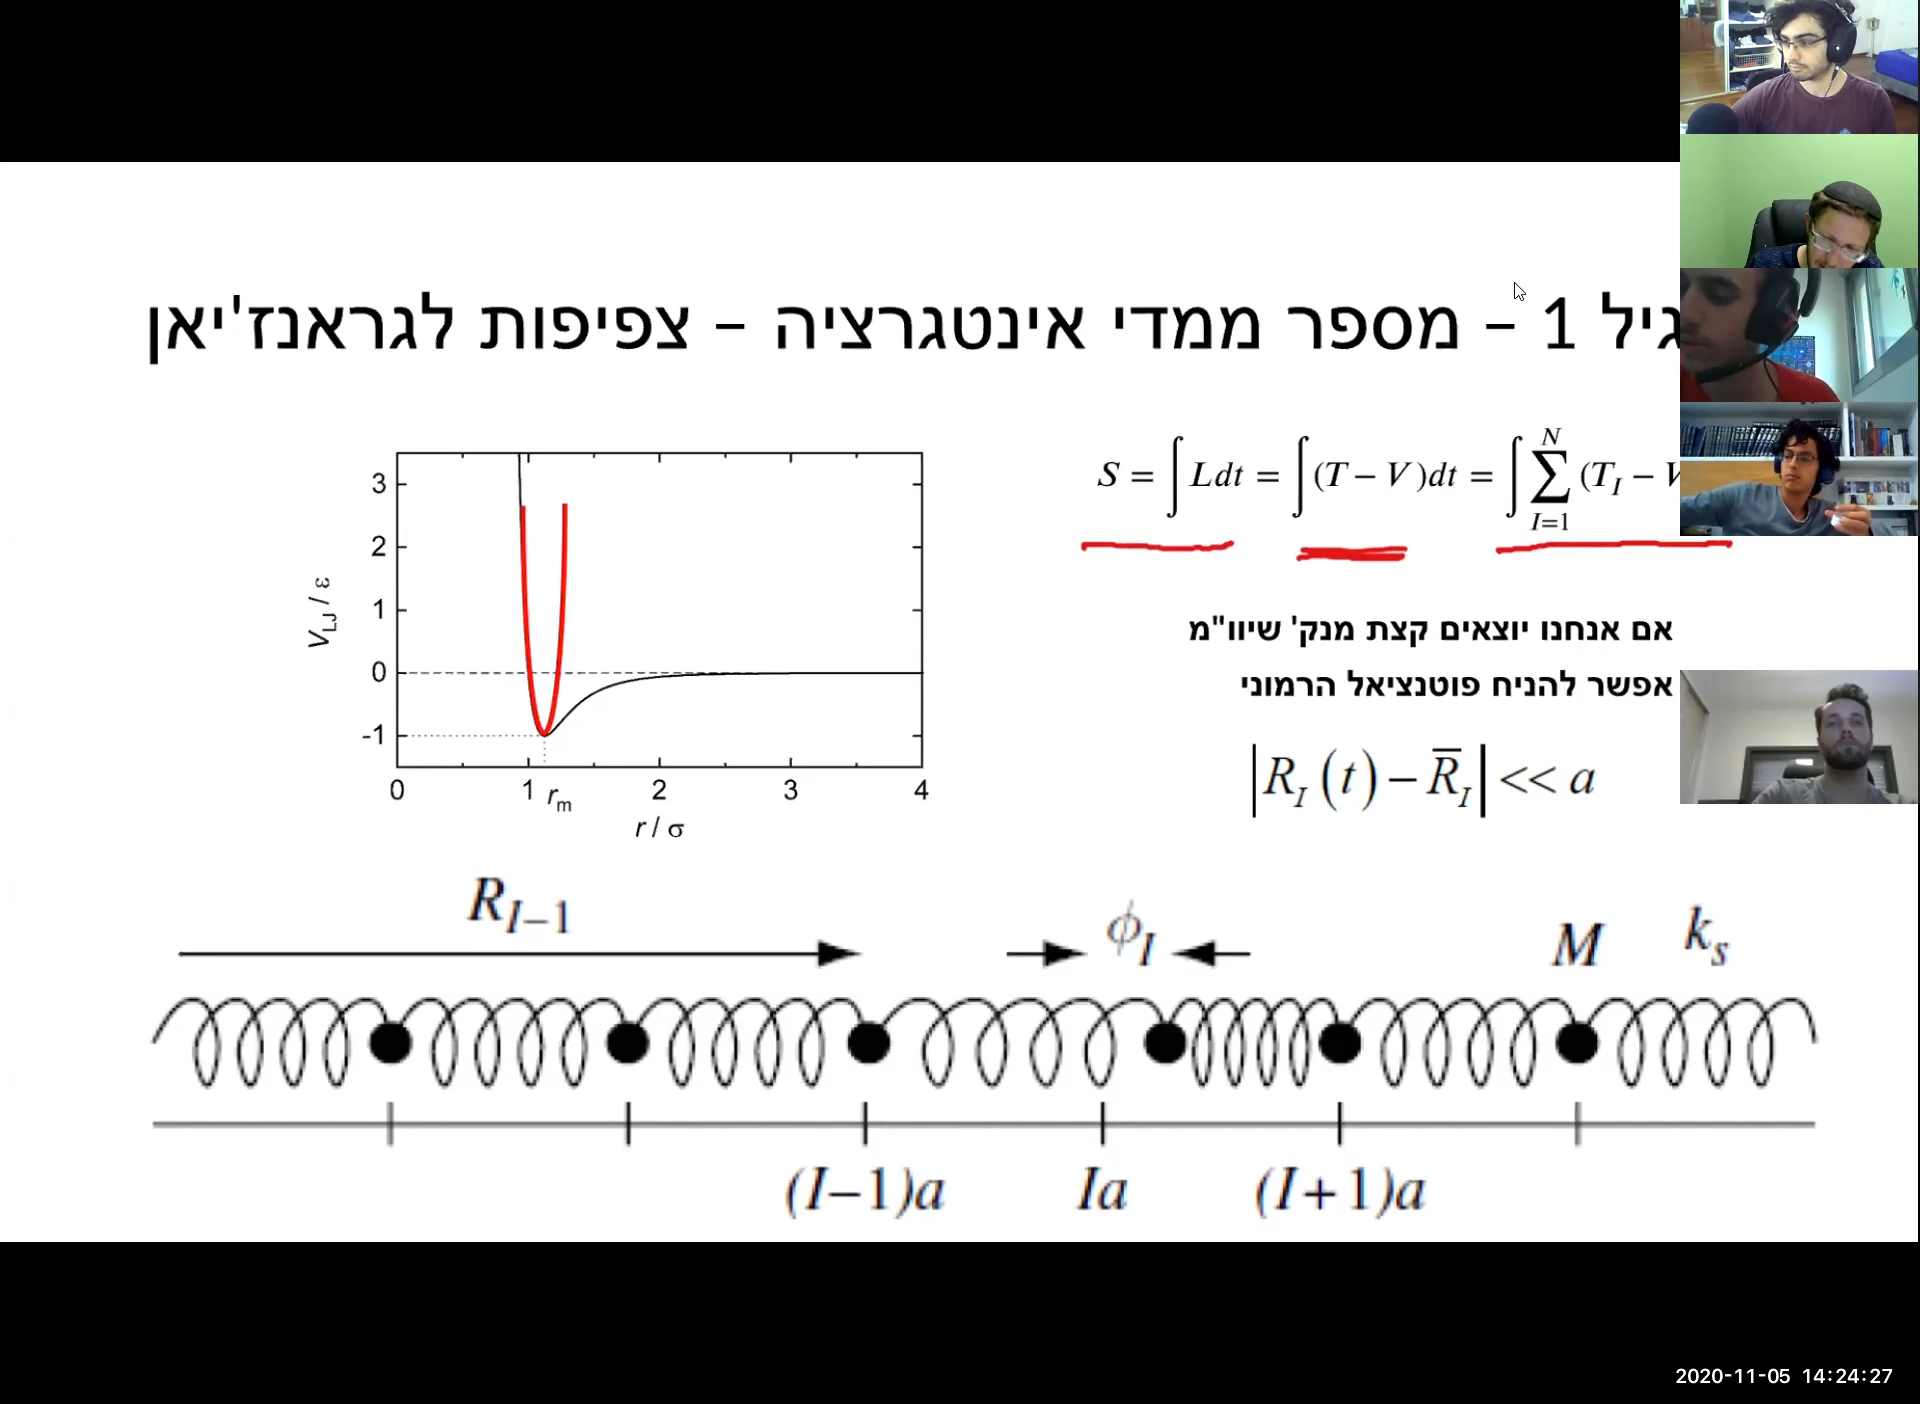 גיל 1 – מספר ממדי אינטגרציה – צפיפות לגראנז'יאן
S = ∫ Ldt = ∫ (T − V)dt = ∫ ∑_{I=1}^{N} (T_I − V
אם אנחנו יוצאים קצת מנק' שיוו"מ
אפשר להניח פוטנציאל הרמוני
|R_I (t) − R̅_I| << a
V_LJ / ε
3
2
1
0
-1
0 1 r_m 2 3 4
r / σ
R_{I−1} ϕ_I M k_s
(I−1)a Ia (I+1)a
2020-11-05 14:24:27